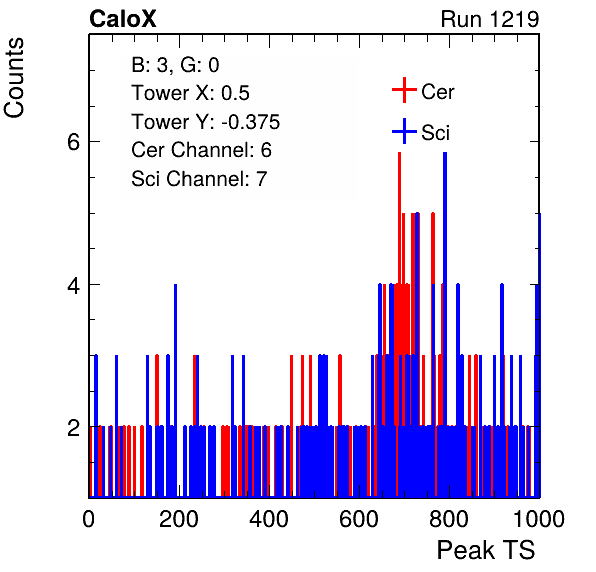 CaloX Run 1219
Counts
B: 3, G: 0
Tower X: 0.5
Tower Y: -0.375
Cer Channel: 6
Sci Channel: 7
Cer
Sci
6
4
2
0 200 400 600 800 1000
Peak TS